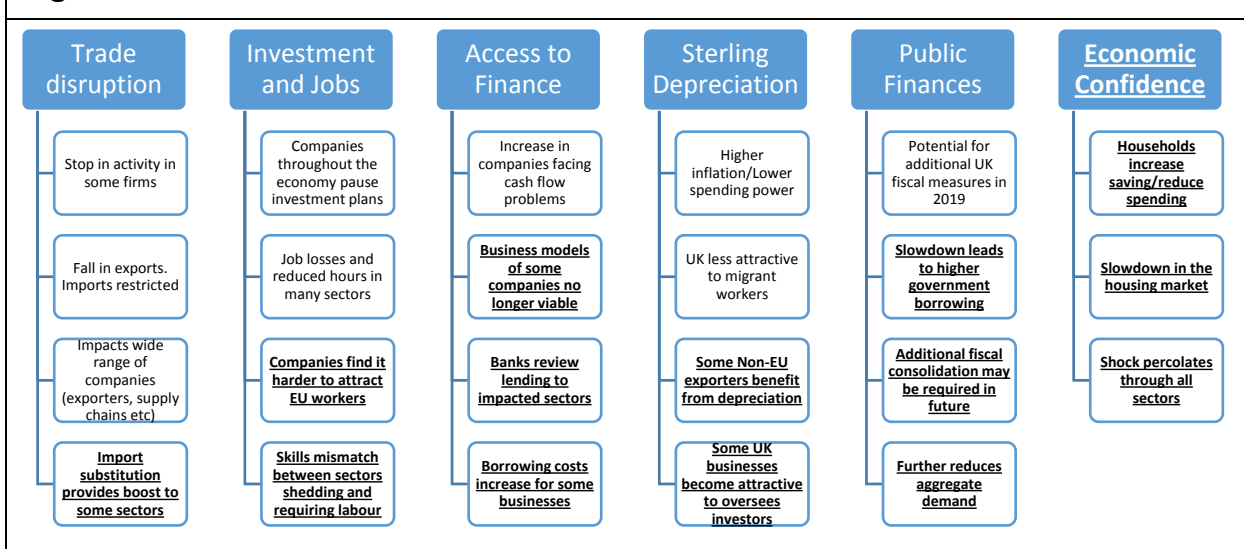 Trade
disruption
Stop in activity in
some firms
Fall in exports.
Imports restricted
Impacts wide
range of
companies
(exporters, supply
chains etc)
Import
substitution
provides boost to
some sectors
Investment
and Jobs
Companies
throughout the
economy pause
investment plans
Job losses and
reduced hours in
many sectors
Companies find it
harder to attract
EU workers
Skills mismatch
between sectors
shedding and
requiring labour
Access to
Finance
Increase in
companies facing
cash flow
problems
Business models
of some
companies no
longer viable
Banks review
lending to
impacted sectors
Borrowing costs
increase for some
businesses
Sterling
Depreciation
Higher
inflation/Lower
spending power
UK less attractive
to migrant
workers
Some Non-EU
exporters benefit
from depreciation
Some UK
businesses
become attractive
to oversees
investors
Public
Finances
Potential for
additional UK
fiscal measures in
2019
Slowdown leads
to higher
government
borrowing
Additional fiscal
consolidation may
be required in
future
Further reduces
aggregate
demand
Economic
Confidence
Households
increase
saving/reduce
spending
Slowdown in the
housing market
Shock percolates
through all
sectors